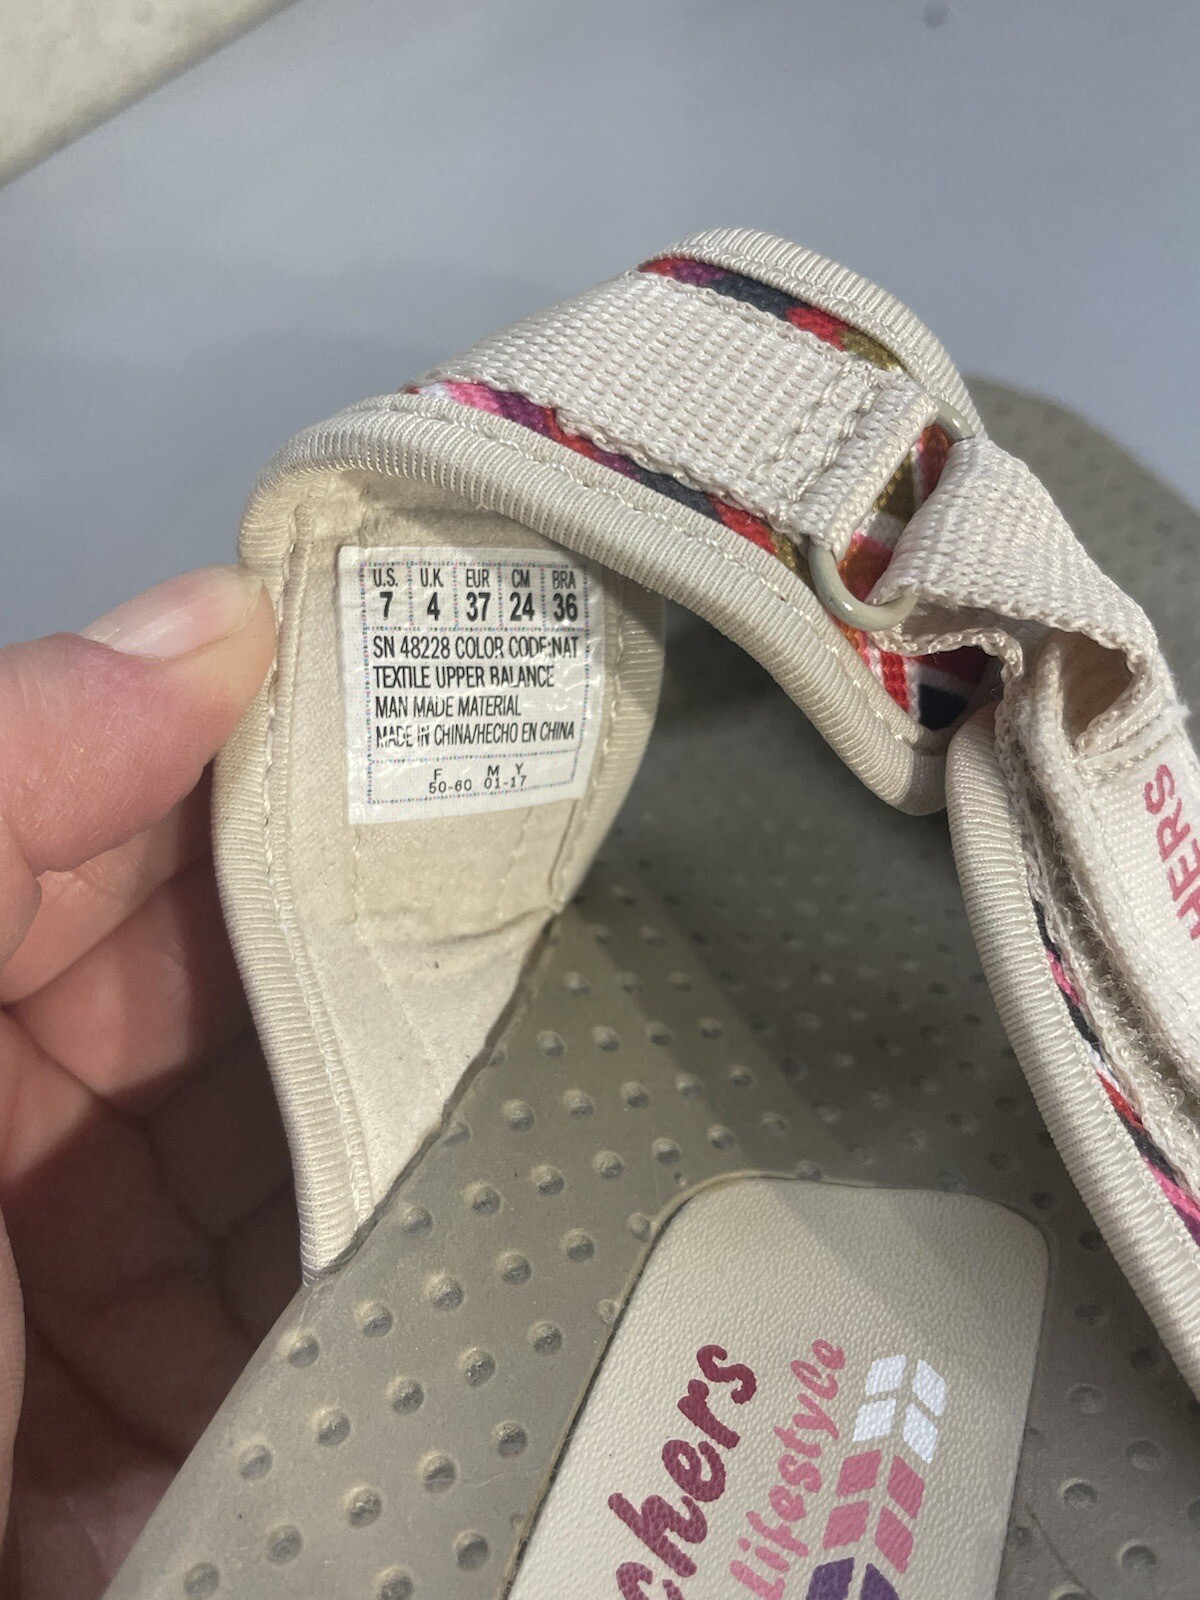 U.S. U.K EUR CM BRA
7 4 37 24 36
SN 48228 COLOR CODE:NAT
TEXTILE UPPER BALANCE
MAN MADE MATERIAL
MADE IN CHINA/HECHO EN CHINA
F M Y
50-60 01-17
HERS
chers
Lifestyle